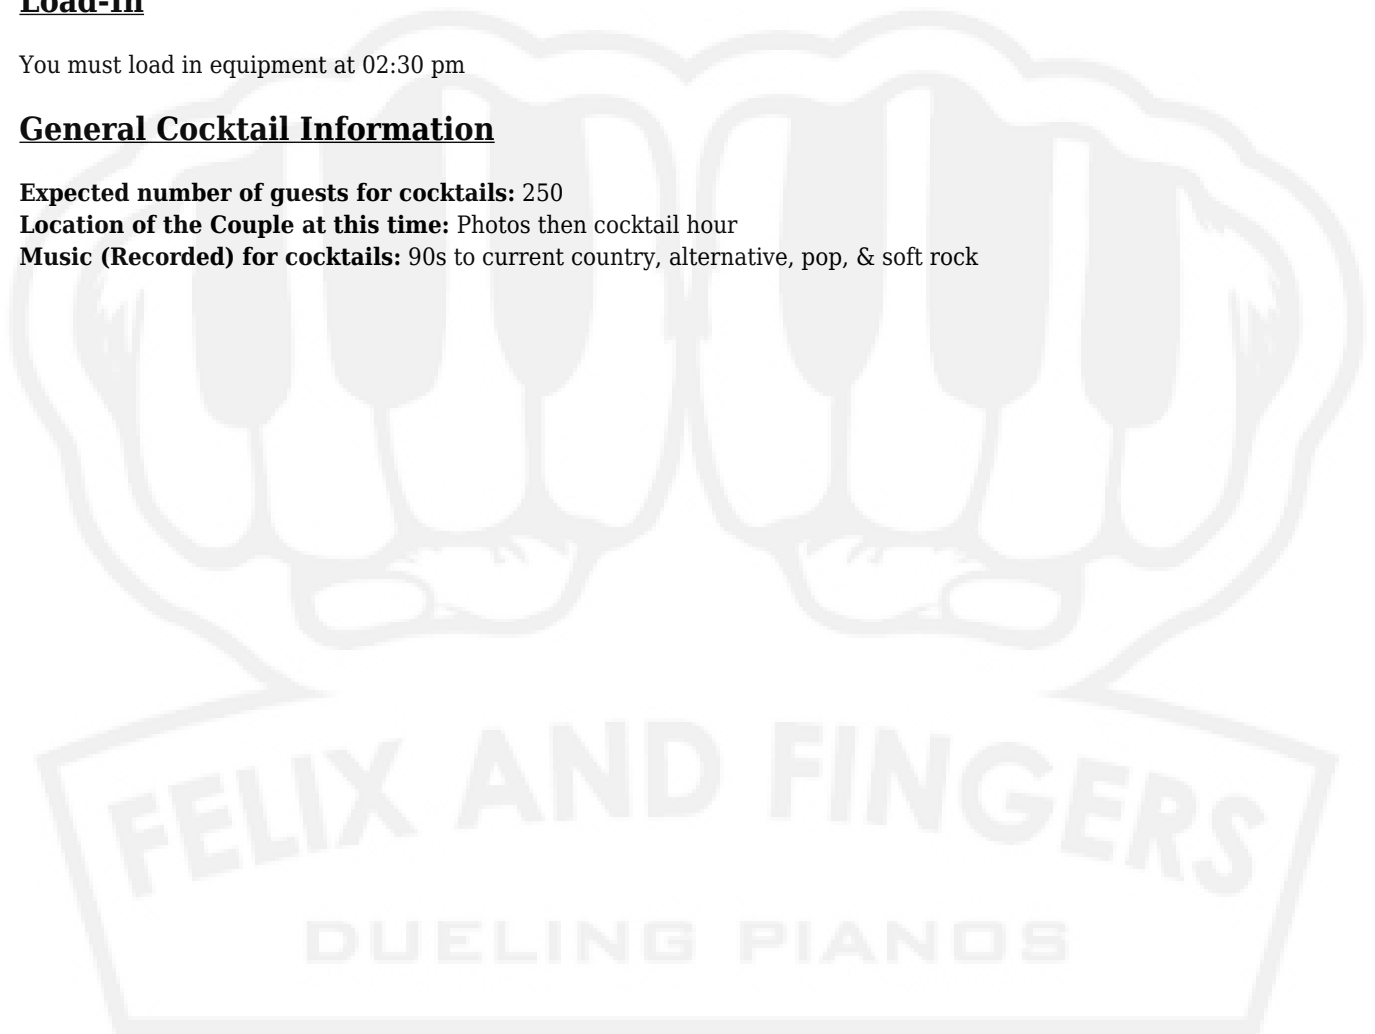 Load-In
You must load in equipment at 02:30 pm
General Cocktail Information
Expected number of guests for cocktails: 250
Location of the Couple at this time: Photos then cocktail hour
Music (Recorded) for cocktails: 90s to current country, alternative, pop, & soft rock
FELIX AND FINGERS
DUELING PIANOS